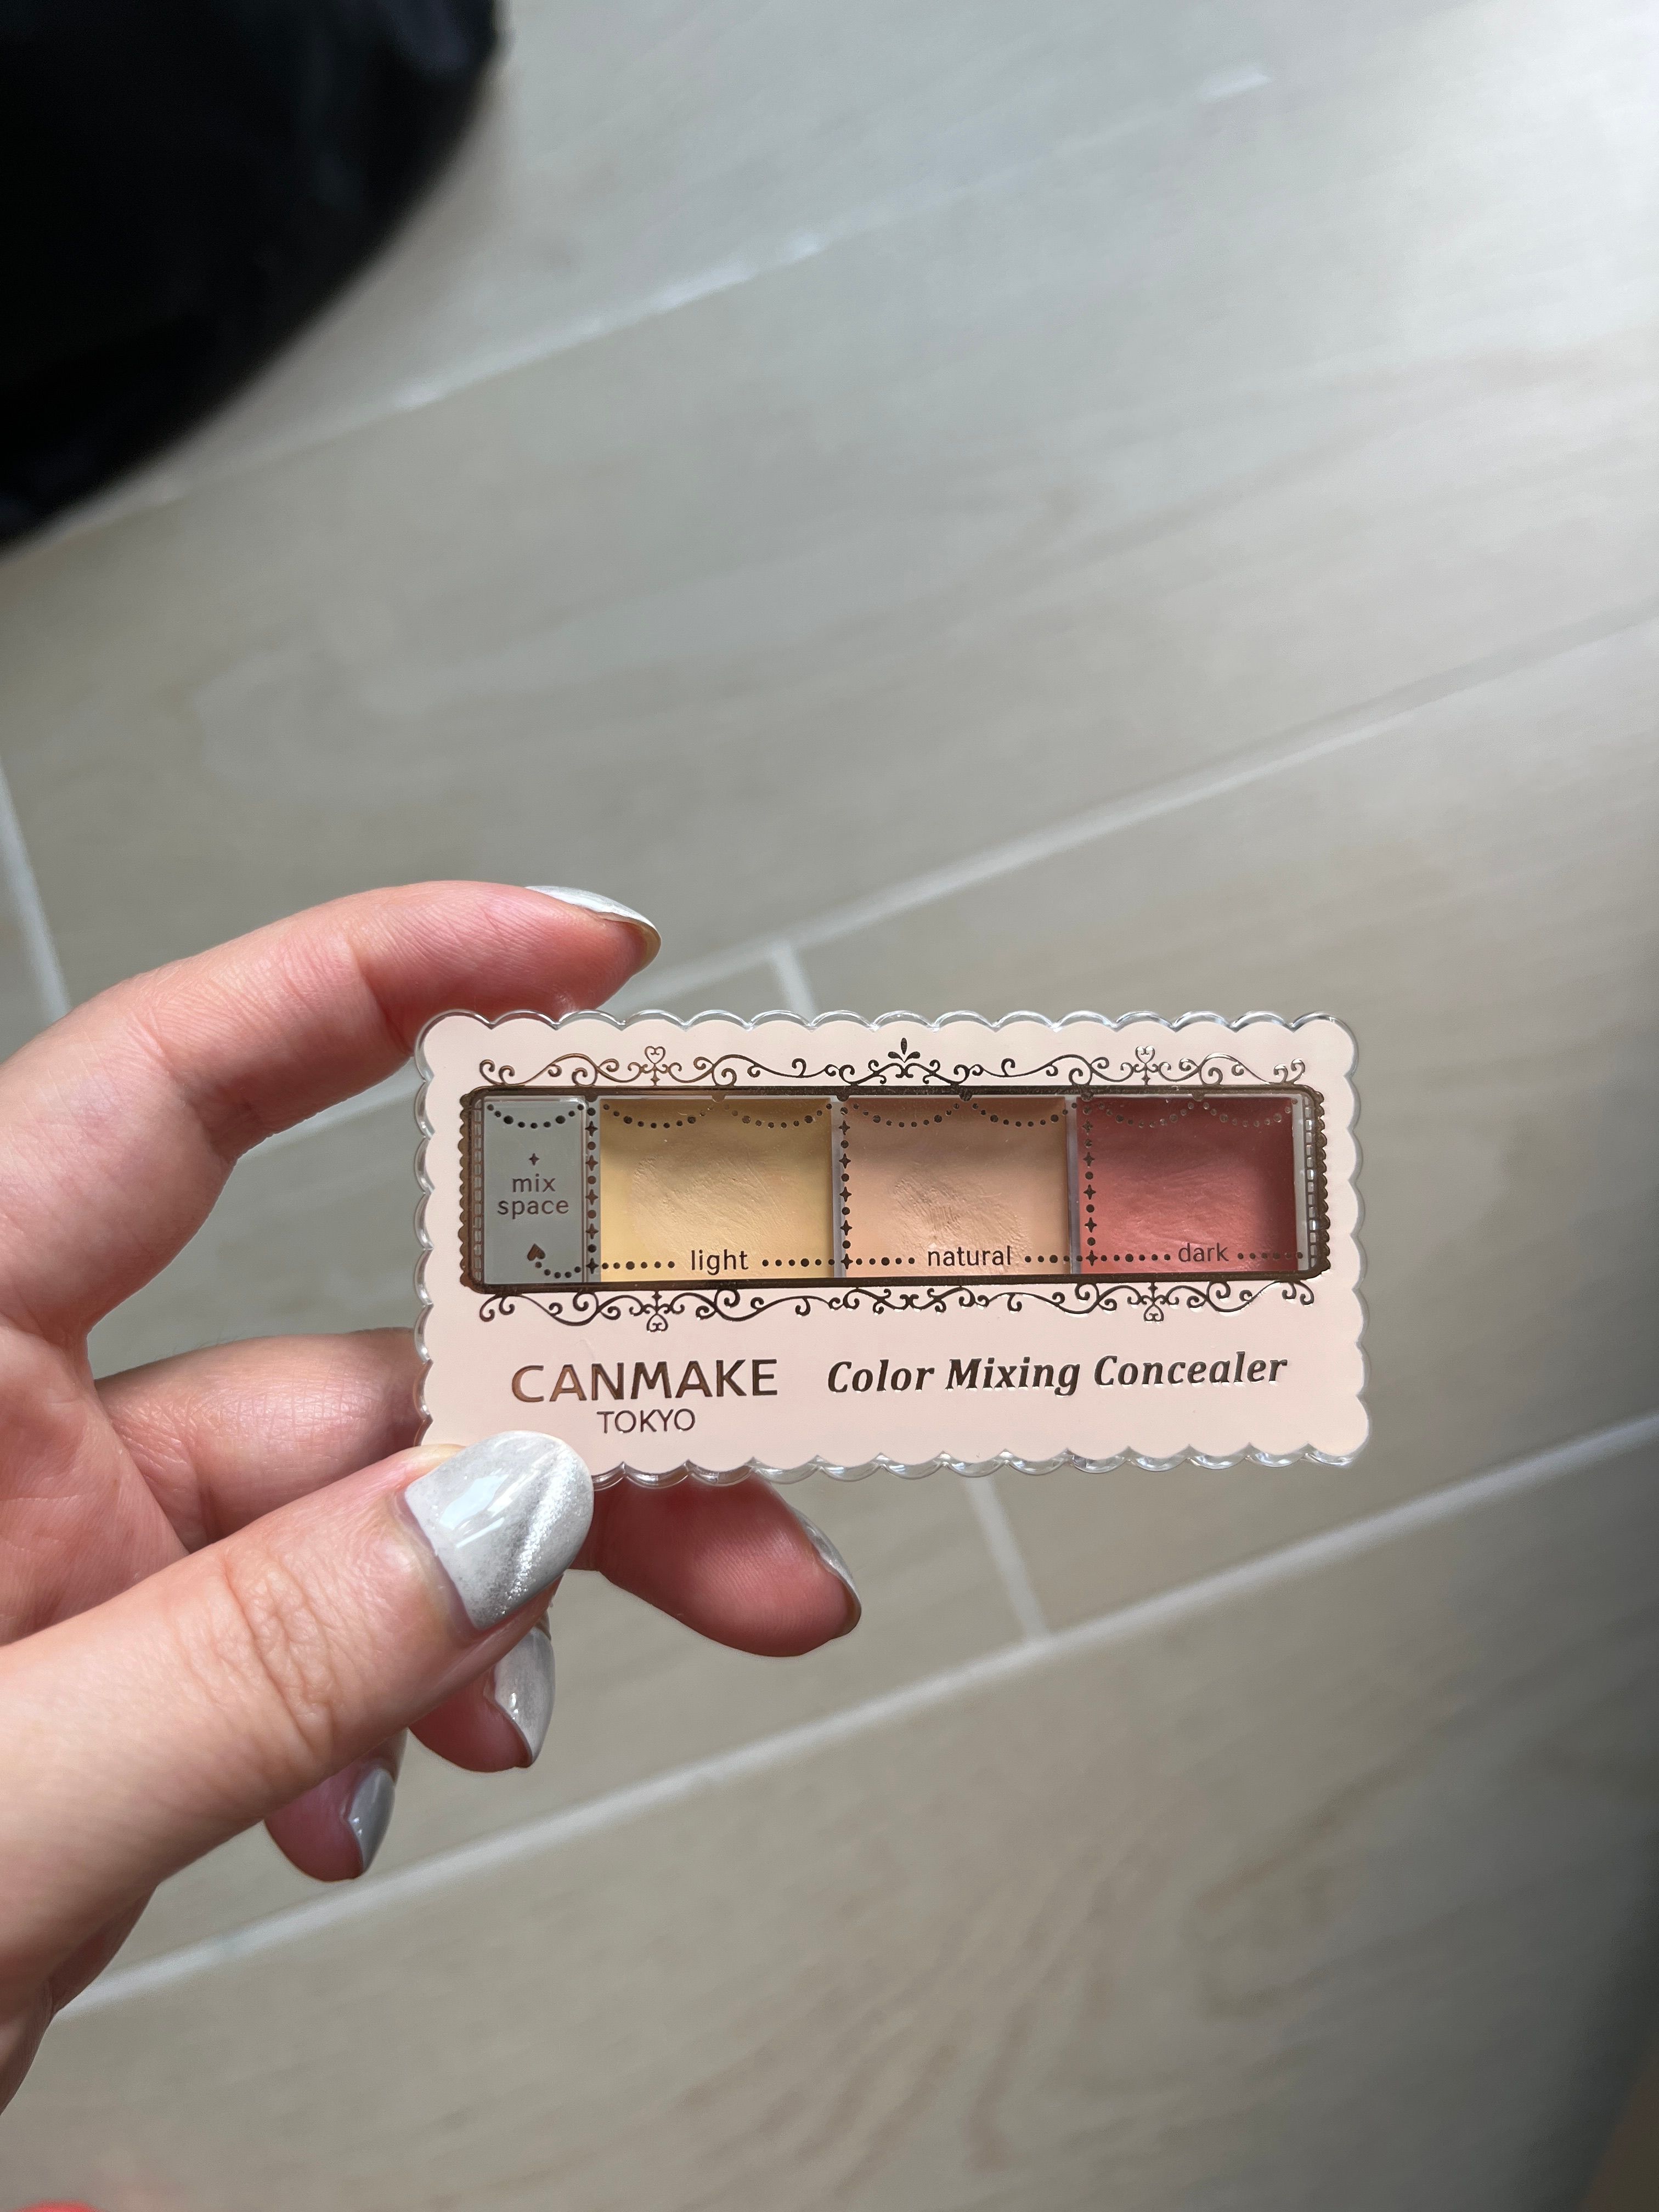 mix
space
light
natural
dark
CANMAKE
TOKYO
Color Mixing Concealer